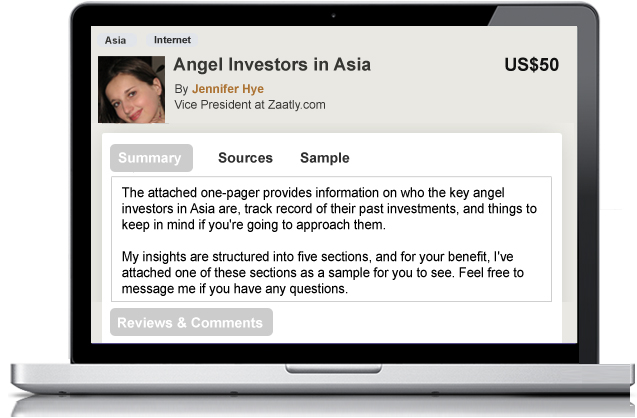 Asia Internet
Angel Investors in Asia US$50
By Jennifer Hye
Vice President at Zaatly.com
Summary Sources Sample
The attached one-pager provides information on who the key angel
investors in Asia are, track record of their past investments, and things to
keep in mind if you're going to approach them.
My insights are structured into five sections, and for your benefit, I've
attached one of these sections as a sample for you to see. Feel free to
message me if you have any questions.
Reviews & Comments